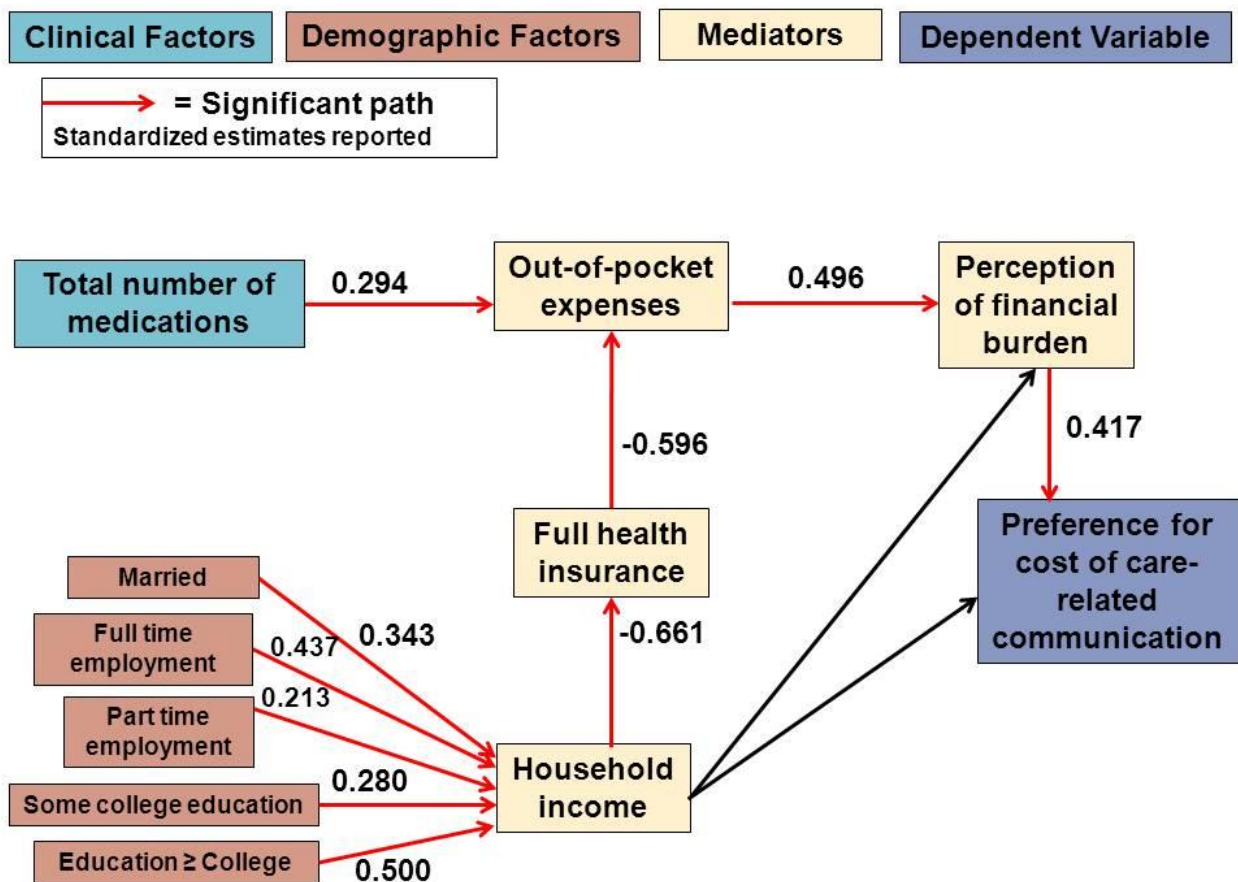 Clinical Factors
Demographic Factors
Mediators
Dependent Variable
= Significant path
Standardized estimates reported
Total number of
medications
0.294
Out-of-pocket
expenses
0.496
Perception
of financial
burden
0.417
-0.596
Full health
insurance
-0.661
Preference for
cost of care-
related
communication
Married
0.343
Full time
employment
0.437
Part time
employment
0.213
Some college education
0.280
Education ≥ College
0.500
Household
income